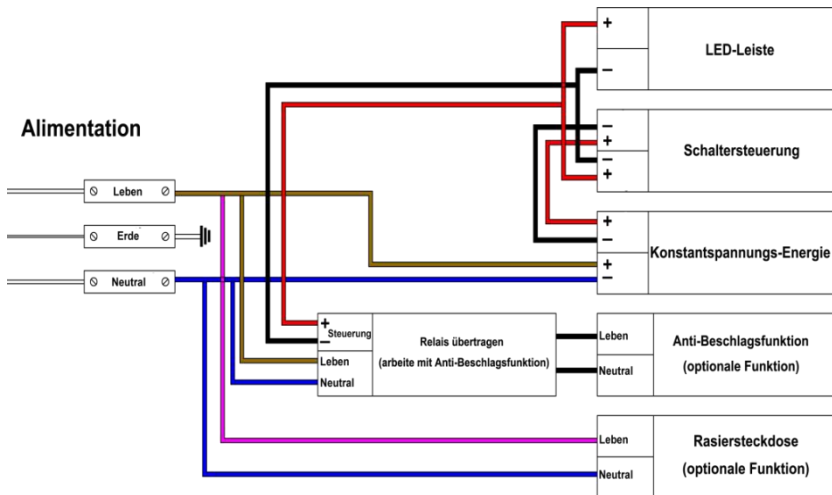 +
LED-Leiste
−
Alimentation
−
+
Schaltersteuerung
−
+
Leben
Erde
Neutral
+
−
Konstantspannungs-Energie
+
−
+
Steuerung
−
Leben
Neutral
Relais übertragen
(arbeite mit Anti-Beschlagsfunktion)
Leben
Neutral
Anti-Beschlagsfunktion
(optionale Funktion)
Leben
Neutral
Rasiersteckdose
(optionale Funktion)